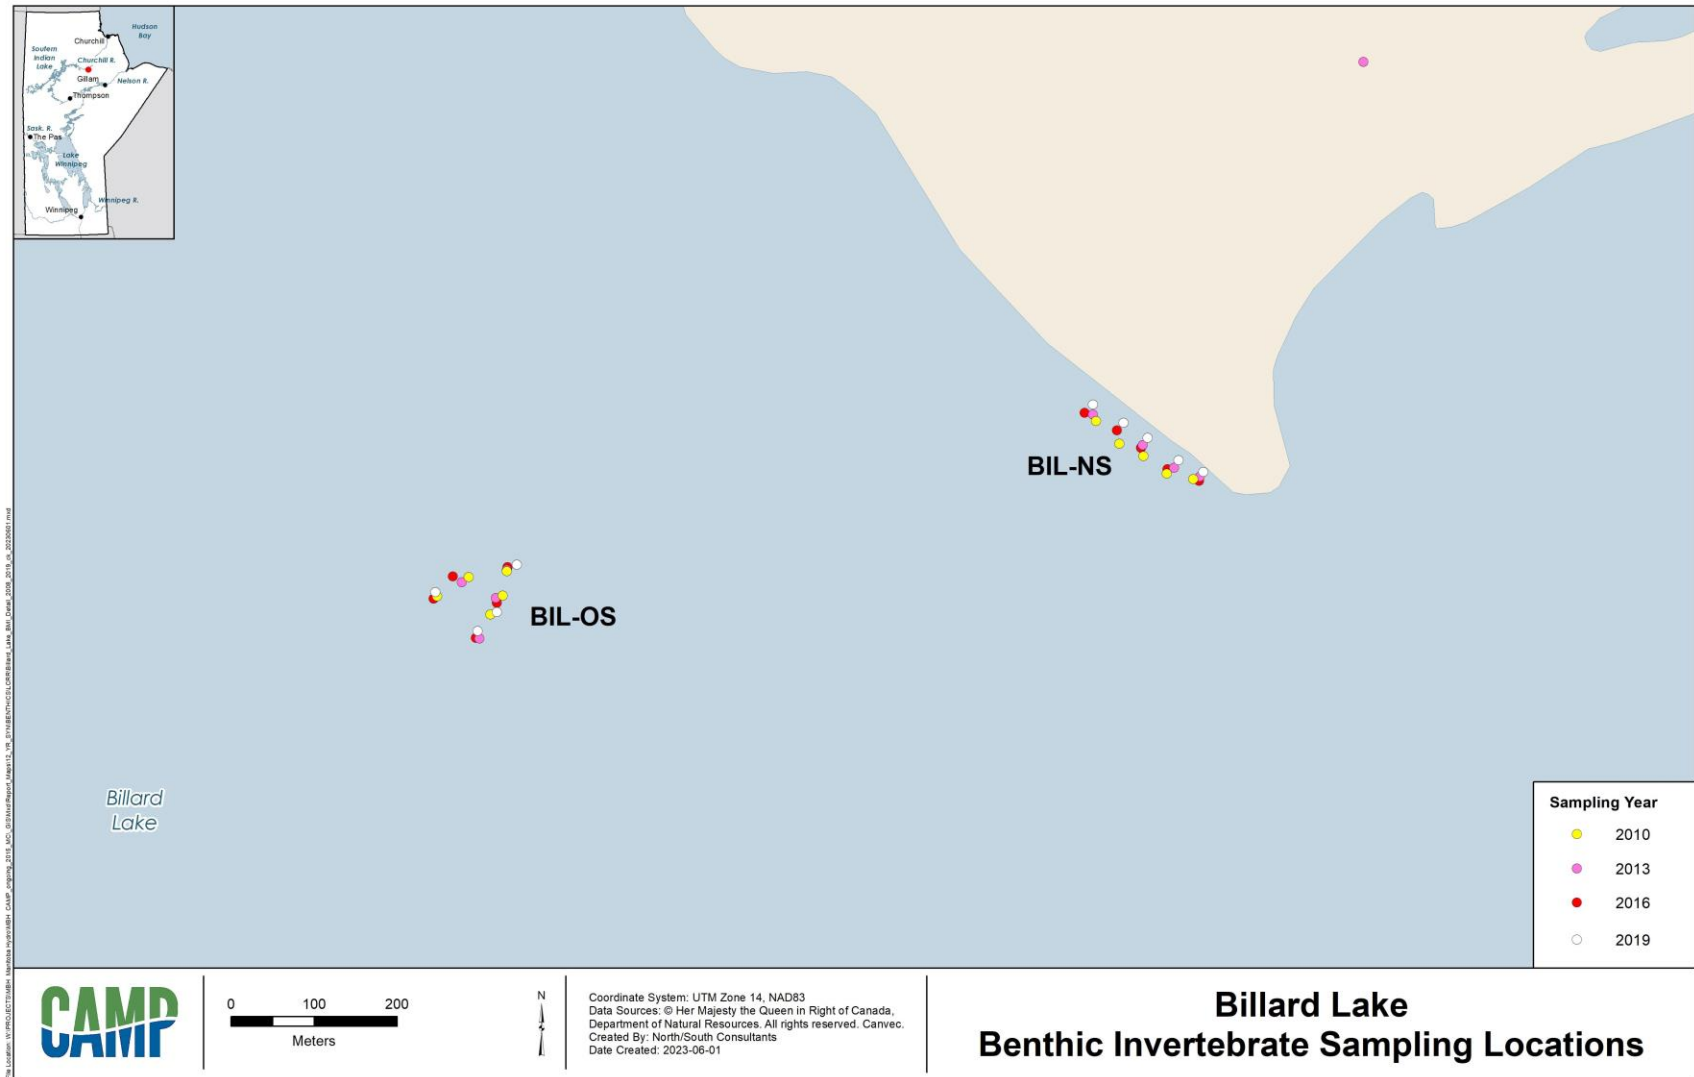 Hudson
Bay
Churchill
Soutern
Indian
Lake
Churchill R.
Gillam
Nelson R.
Thompson
Sask. R.
The Pas
Lake
Winnipeg
Winnipeg R.
Winnipeg
BIL-NS
BIL-OS
Billard
Lake
Sampling Year
2010
2013
2016
2019
CAMP
0 100 200
Meters
N
Coordinate System: UTM Zone 14, NAD83
Data Sources: © Her Majesty the Queen in Right of Canada,
Department of Natural Resources. All rights reserved. Canvec.
Created By: North/South Consultants
Date Created: 2023-06-01
Billard Lake
Benthic Invertebrate Sampling Locations